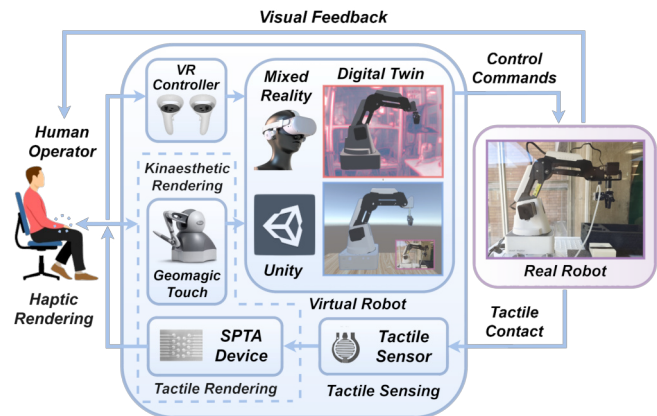 Visual Feedback
VR
Controller
Mixed
Reality
Digital Twin
Control
Commands
Human
Operator
Kinaesthetic
Rendering
Geomagic
Touch
Unity
Real Robot
Haptic
Rendering
Virtual Robot
Tactile
Contact
SPTA
Device
Tactile
Sensor
Tactile Rendering
Tactile Sensing